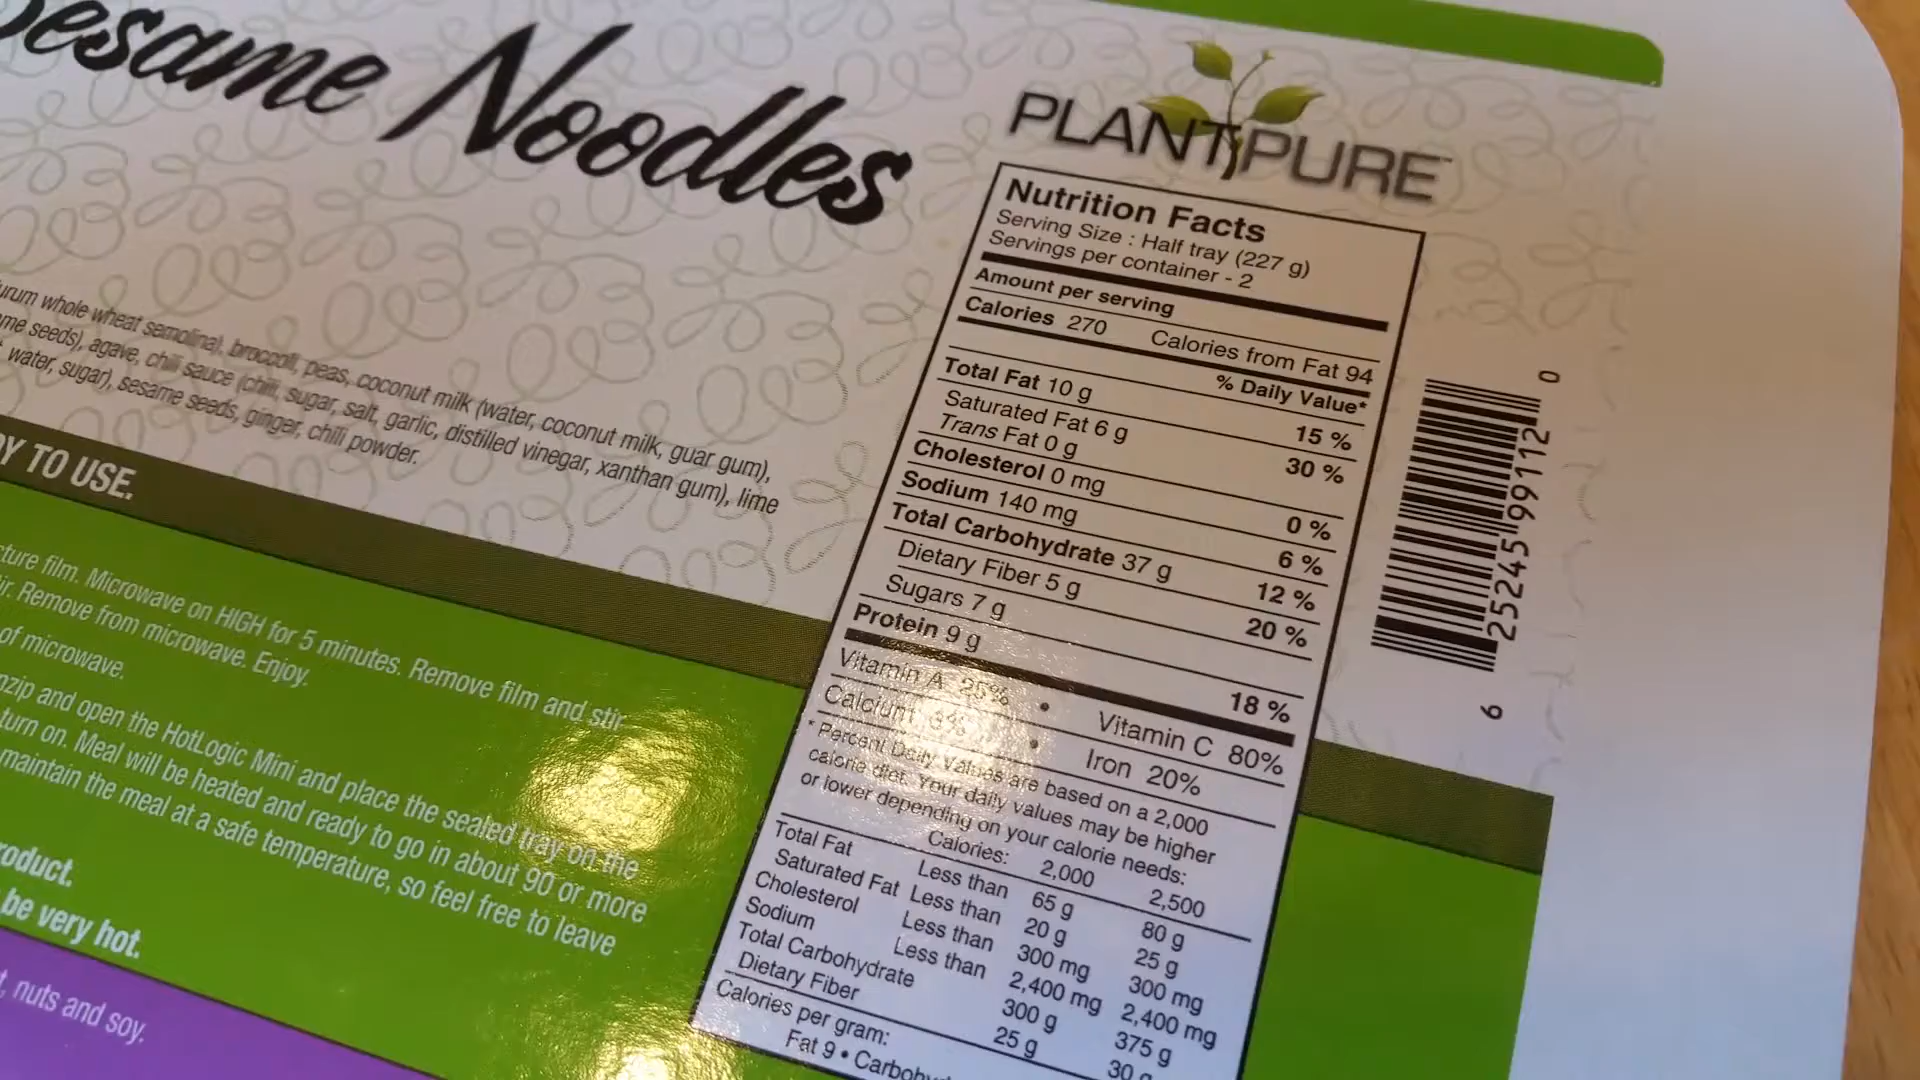 Sesame Noodles
PLANTPURE™
whole wheat semolina), broccoli, peas, coconut milk (water, coconut milk, guar gum),
seeds), agave, chili sauce (chili, sugar, salt, garlic, distilled vinegar, xanthan gum), lime
water, sugar), sesame seeds, ginger, chili powder.
TO USE.
film. Microwave on HIGH for 5 minutes. Remove film and stir
Remove from microwave. Enjoy.
of microwave.
and open the HotLogic Mini and place the sealed tray on the
turn on. Meal will be heated and ready to go in about 90 or more
maintain the meal at a safe temperature, so feel free to leave
be very hot.
nuts and soy.
Nutrition Facts
Serving Size : Half tray (227 g)
Servings per container - 2
Amount per serving
Calories 270 Calories from Fat 94
% Daily Value*
Total Fat 10 g 15 %
Saturated Fat 6 g 30 %
Trans Fat 0 g
Cholesterol 0 mg 0 %
Sodium 140 mg 6 %
Total Carbohydrate 37 g 12 %
Dietary Fiber 5 g 20 %
Sugars 7 g
Protein 9 g 18 %
Vitamin A 25% • Vitamin C 80%
Calcium • Iron 20%
* Percent Daily Values are based on a 2,000
calorie diet. Your daily values may be higher
or lower depending on your calorie needs:
Calories: 2,000 2,500
Total Fat Less than 65 g 80 g
Saturated Fat Less than 20 g 25 g
Cholesterol Less than 300 mg 300 mg
Sodium Less than 2,400 mg 2,400 mg
Total Carbohydrate 300 g 375 g
Dietary Fiber 25 g 30 g
Calories per gram:
Fat 9 •
6 25245 99112 0